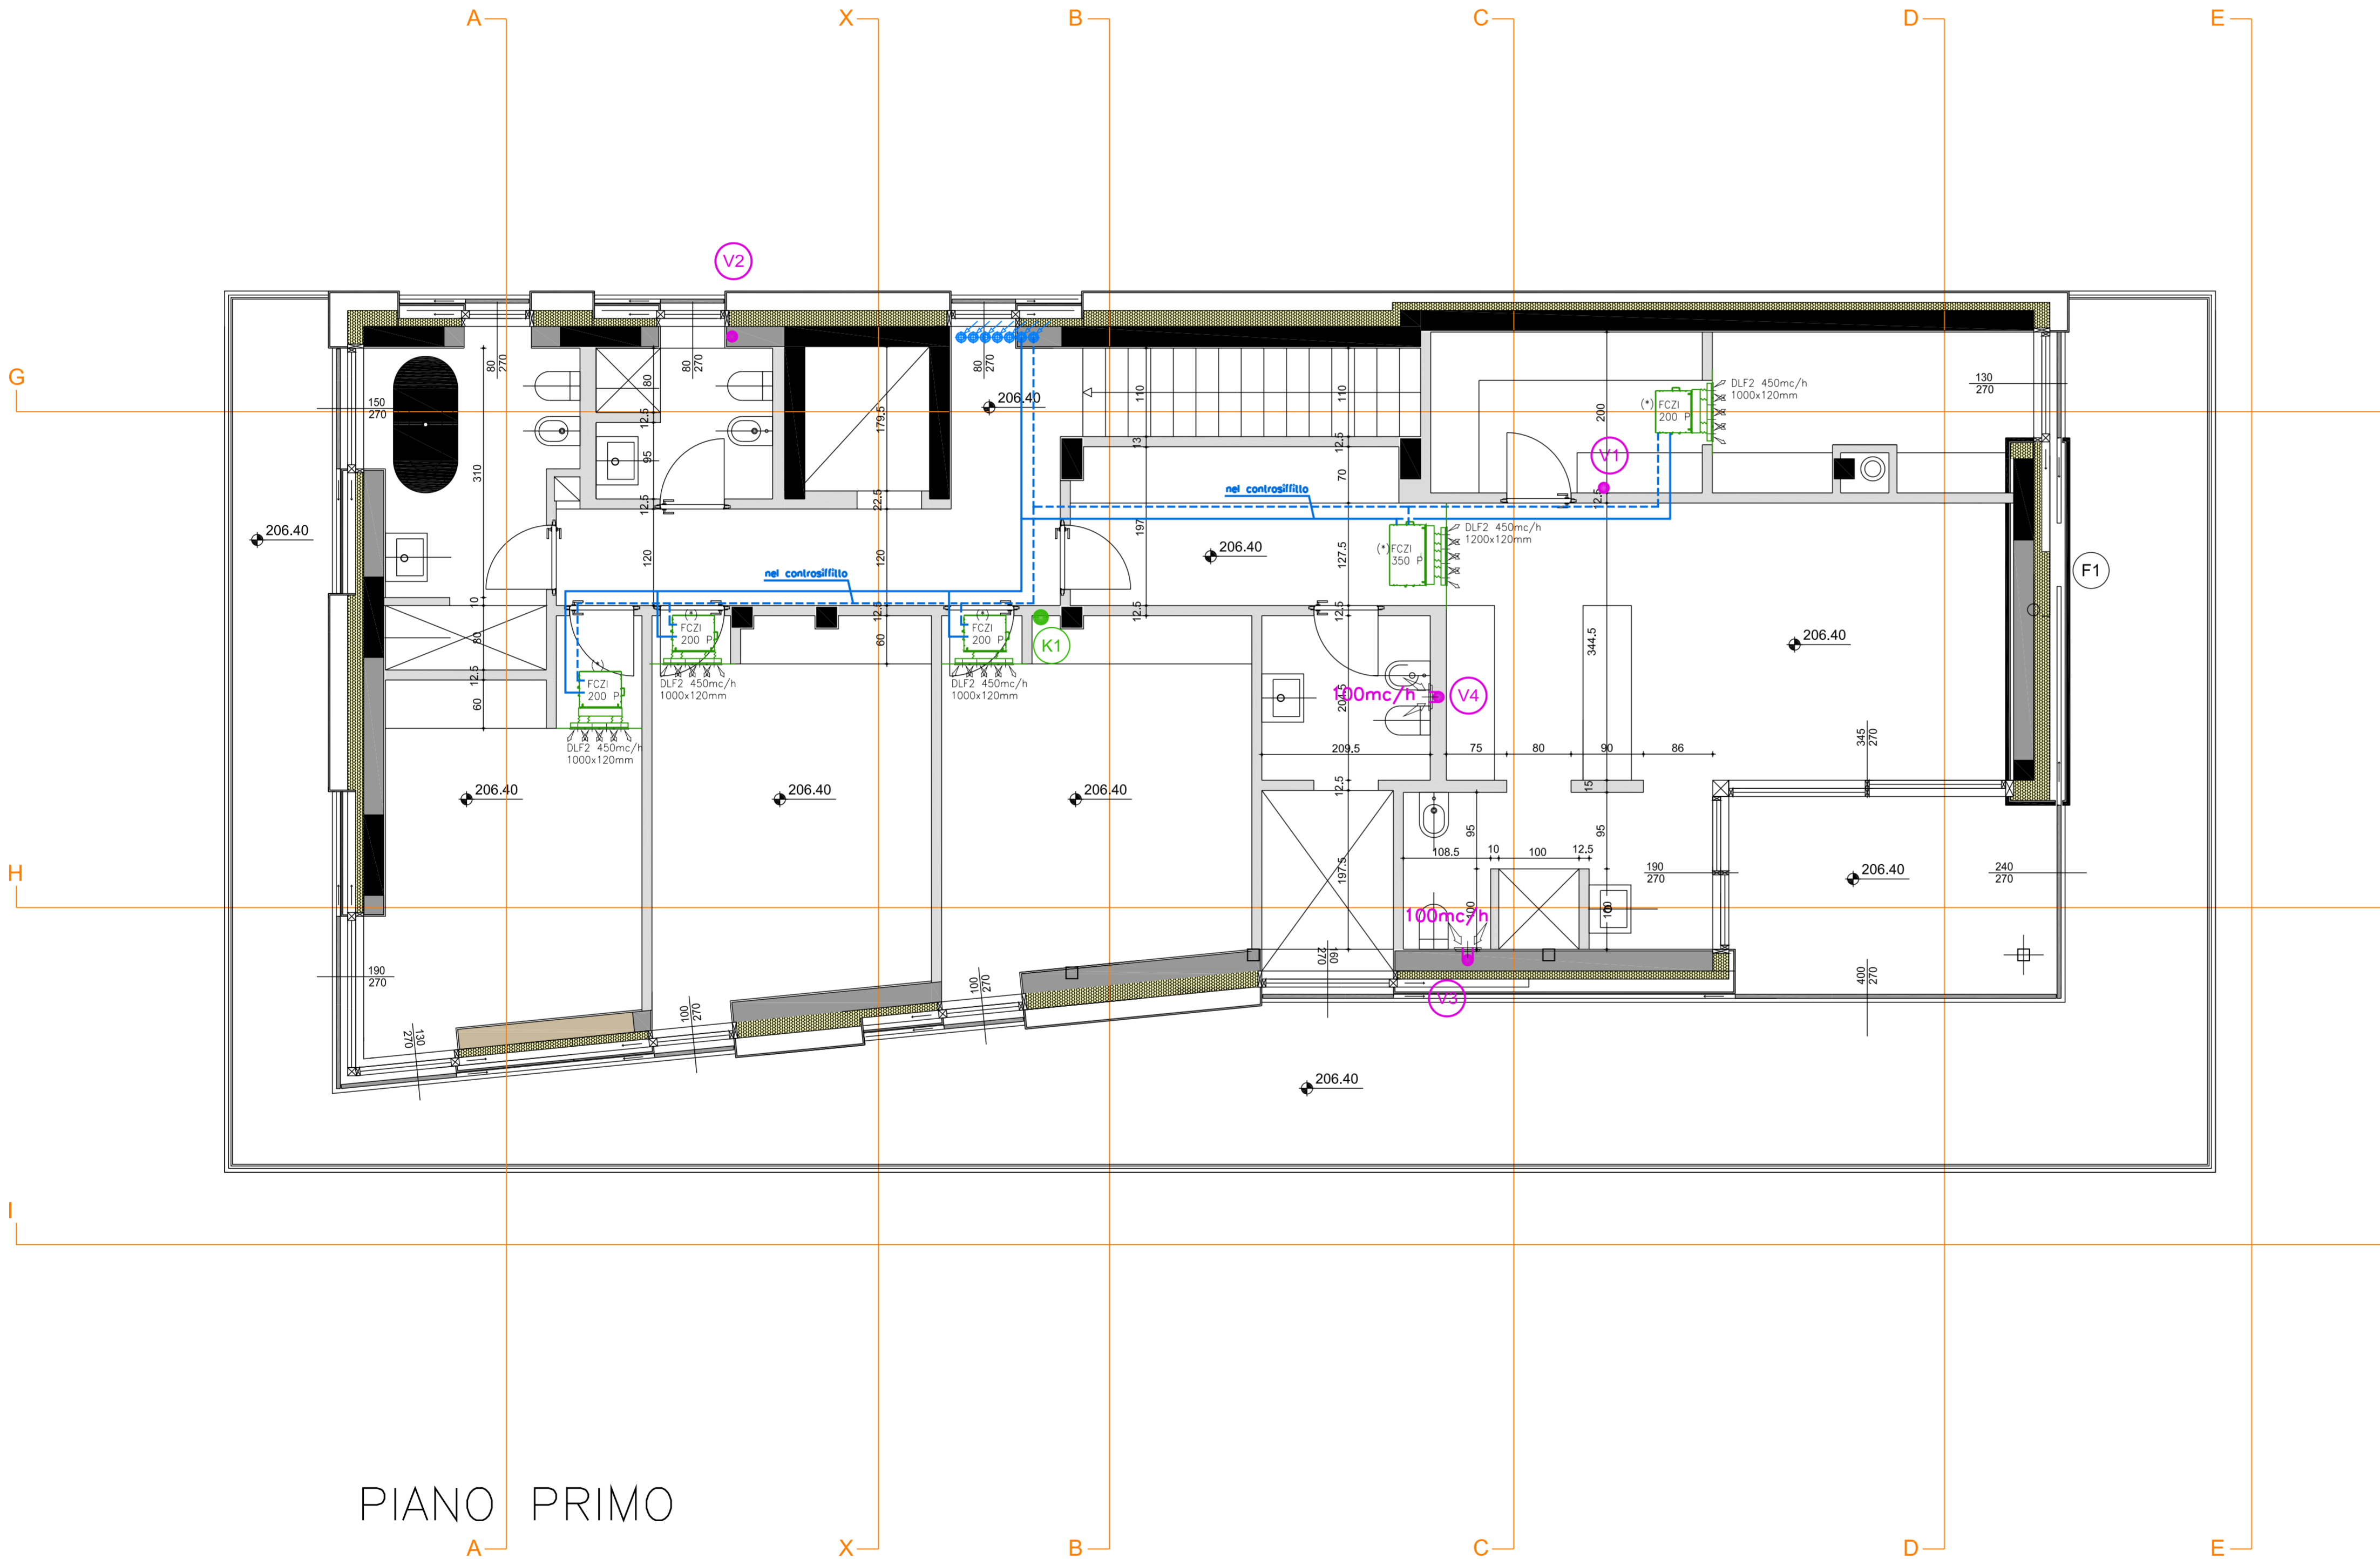 A
X
B
C
D
E
V2
G
80
270
80
270
80
270
206.40
150
270
310
80
12.5
95
12.5
179.5
22.5
110
13
110
12.5
70
200
(*) FCZI
200 P
DLF2 450mc/h
1000x120mm
130
270
V1
12.5
nel controsiffitto
206.40
120
120
197
206.40
127.5
(*)FCZI
350 P
DLF2 450mc/h
1200x120mm
F1
nel controsiffitto
10
80
12.5
60
12.5
60
12.5
12.5
(*)
FCZI
200 P
DLF2 450mc/h
1000x120mm
(*)
FCZI
200 P
DLF2 450mc/h
1000x120mm
(*)
FCZI
200 P
DLF2 450mc/h
1000x120mm
K1
344.5
206.40
100mc/h
V4
209.5
75
80
90
86
345
270
206.40
206.40
206.40
12.5
15
H
95
95
108.5
10
100
12.5
197.5
190
270
206.40
240
270
100mc/h
100
100
190
270
160
270
V3
400
270
130
270
100
270
100
270
206.40
I
PIANO PRIMO
A
X
B
C
D
E